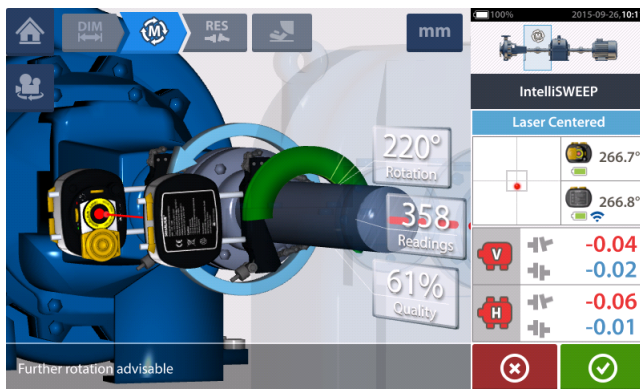 DIM
M
RES
mm
220°
Rotation
358
Readings
61%
Quality
Further rotation advisable
100%
2015-09-26,10:1
M
IntelliSWEEP
Laser Centered
266.7°
266.8°
V
-0.04
-0.02
H
-0.06
-0.01